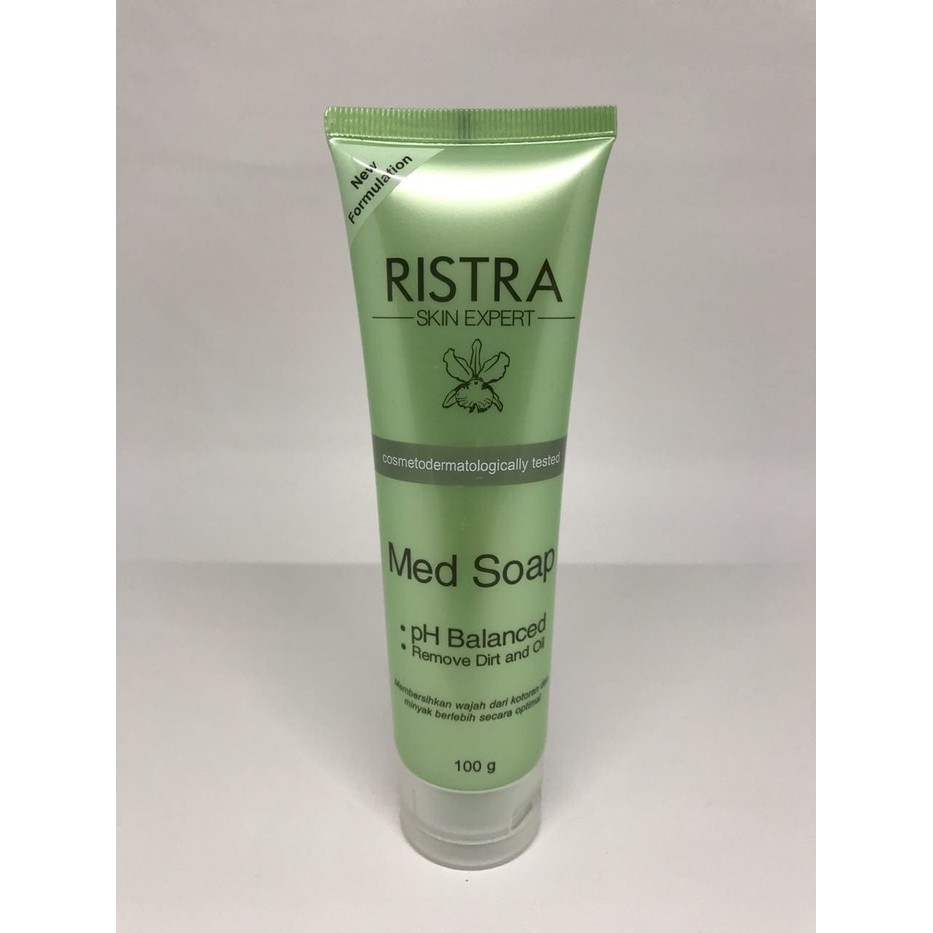 New
Formulation
RISTRA
SKIN EXPERT
cosmetodermatologically tested
Med Soap
• pH Balanced
• Remove Dirt and Oil
Membersihkan wajah dari kotoran dan
minyak berlebih secara optimal
100 g